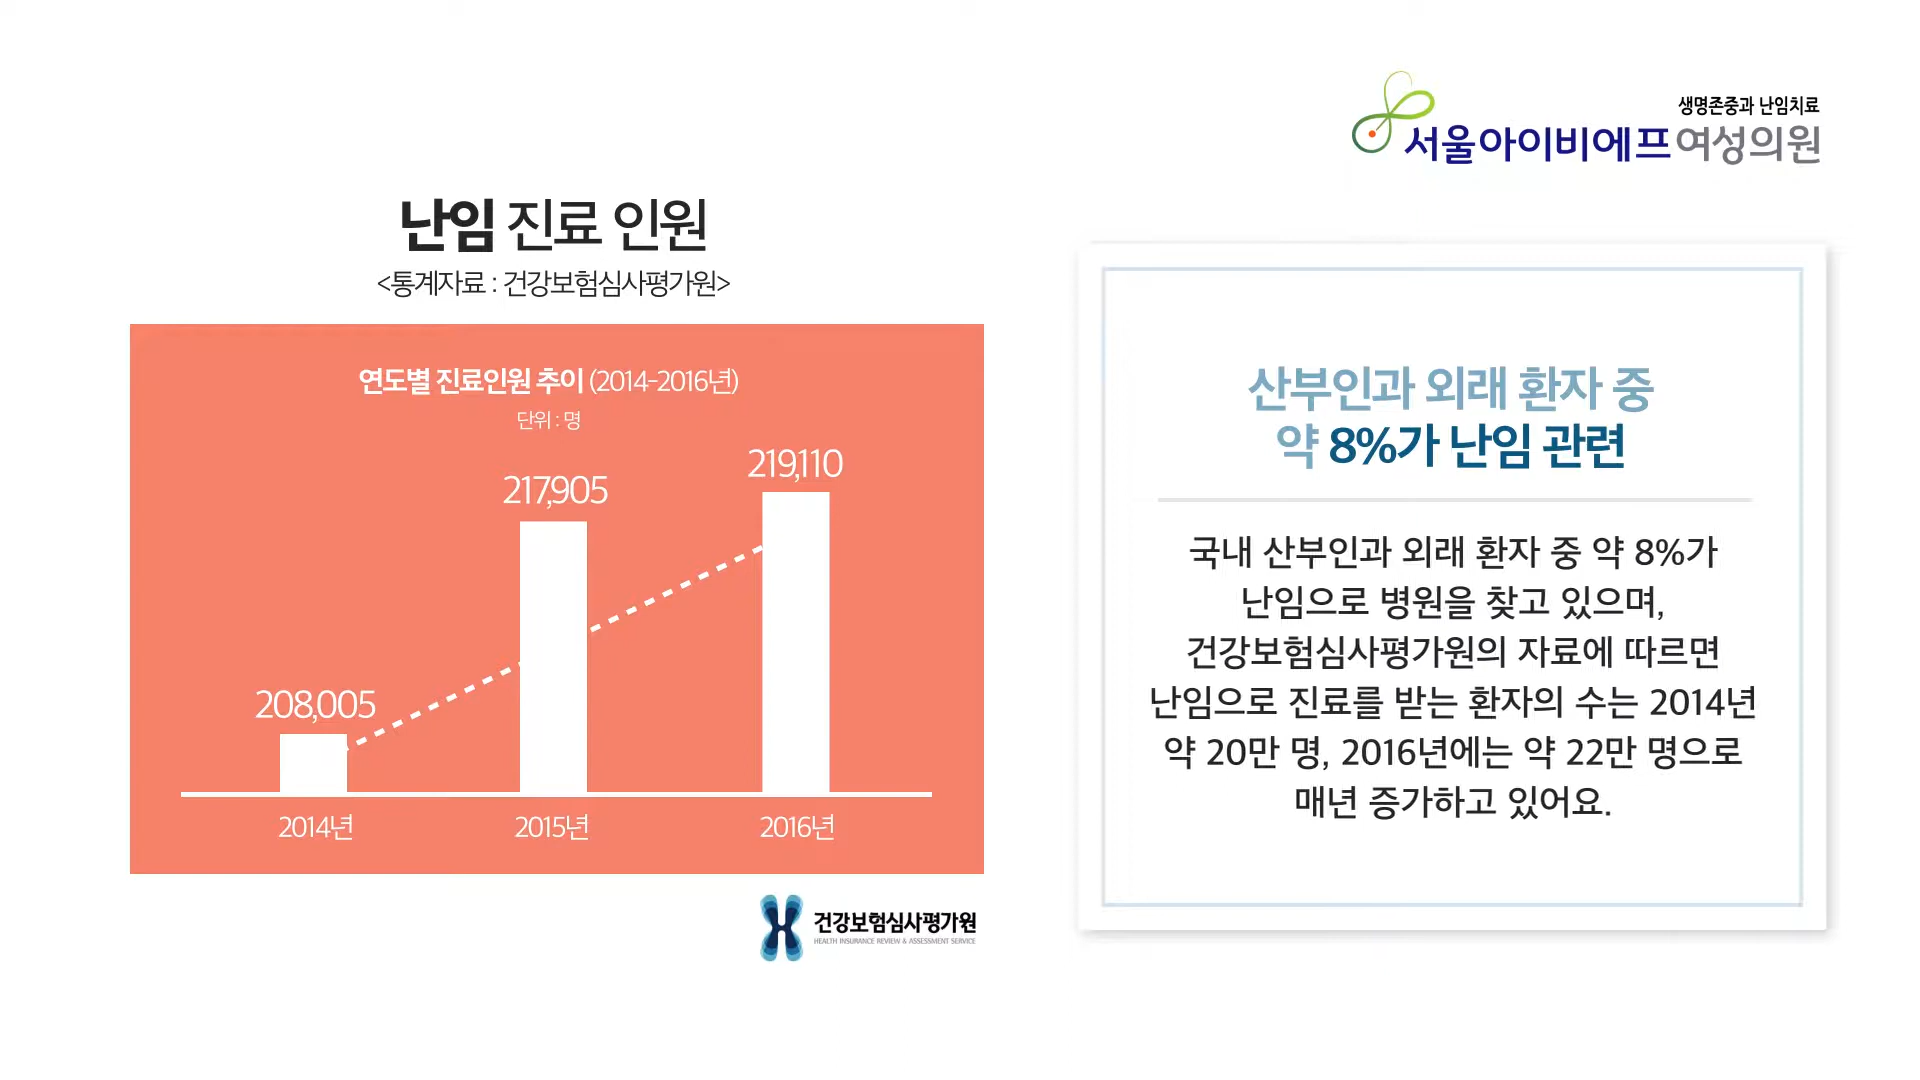 생명존중과 난임치료
서울아이비에프여성의원
난임 진료 인원
<통계자료 : 건강보험심사평가원>
연도별 진료인원 추이 (2014-2016년)
단위 : 명
208,005
217,905
219,110
2014년
2015년
2016년
건강보험심사평가원
HEALTH INSURANCE REVIEW & ASSESSMENT SERVICE
산부인과 외래 환자 중
약 8%가 난임 관련
국내 산부인과 외래 환자 중 약 8%가
난임으로 병원을 찾고 있으며,
건강보험심사평가원의 자료에 따르면
난임으로 진료를 받는 환자의 수는 2014년
약 20만 명, 2016년에는 약 22만 명으로
매년 증가하고 있어요.